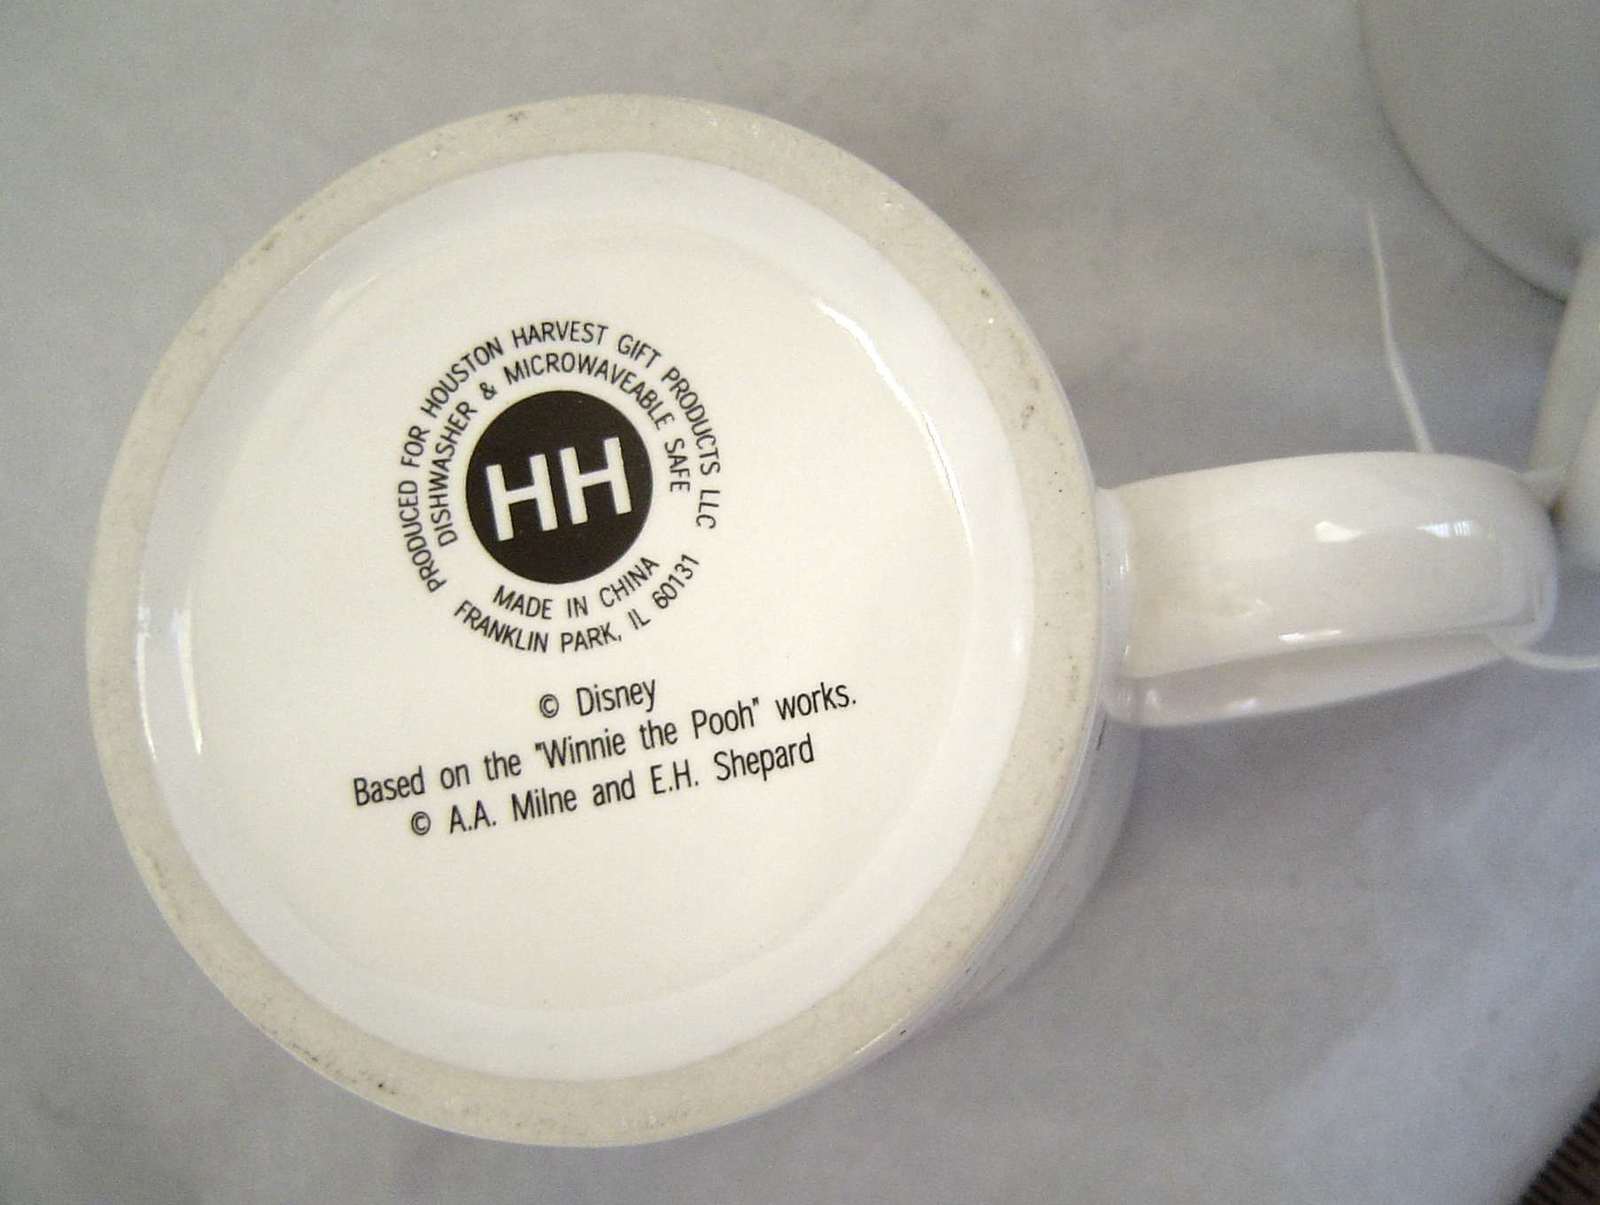 PRODUCED FOR HOUSTON HARVEST GIFT PRODUCTS LLC
DISHWASHER & MICROWAVEABLE SAFE
HH
MADE IN CHINA
FRANKLIN PARK, IL 60131
© Disney
Based on the "Winnie the Pooh" works.
© A.A. Milne and E.H. Shepard